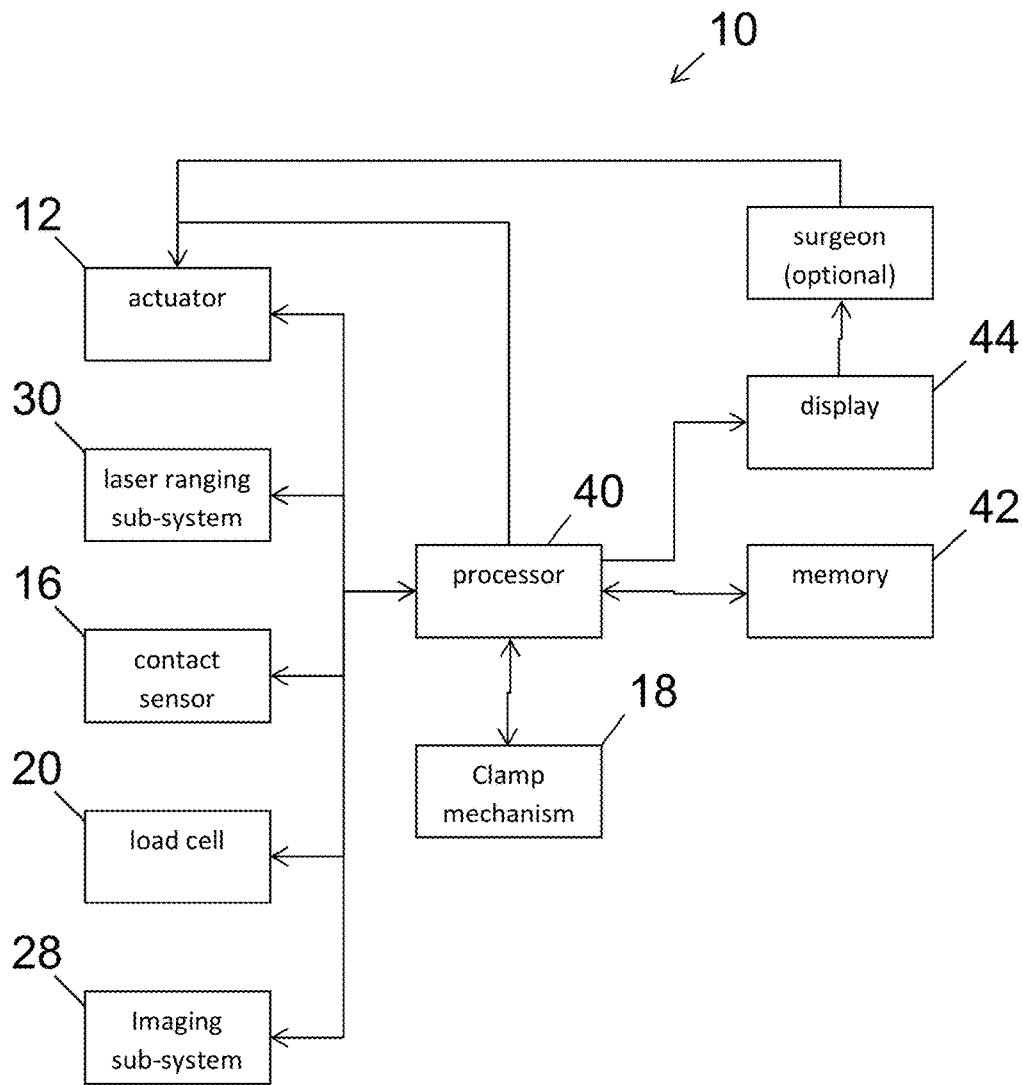 10
12
actuator
surgeon
(optional)
44
display
30
laser ranging
sub-system
40
processor
42
memory
16
contact
sensor
18
Clamp
mechanism
20
load cell
28
Imaging
sub-system